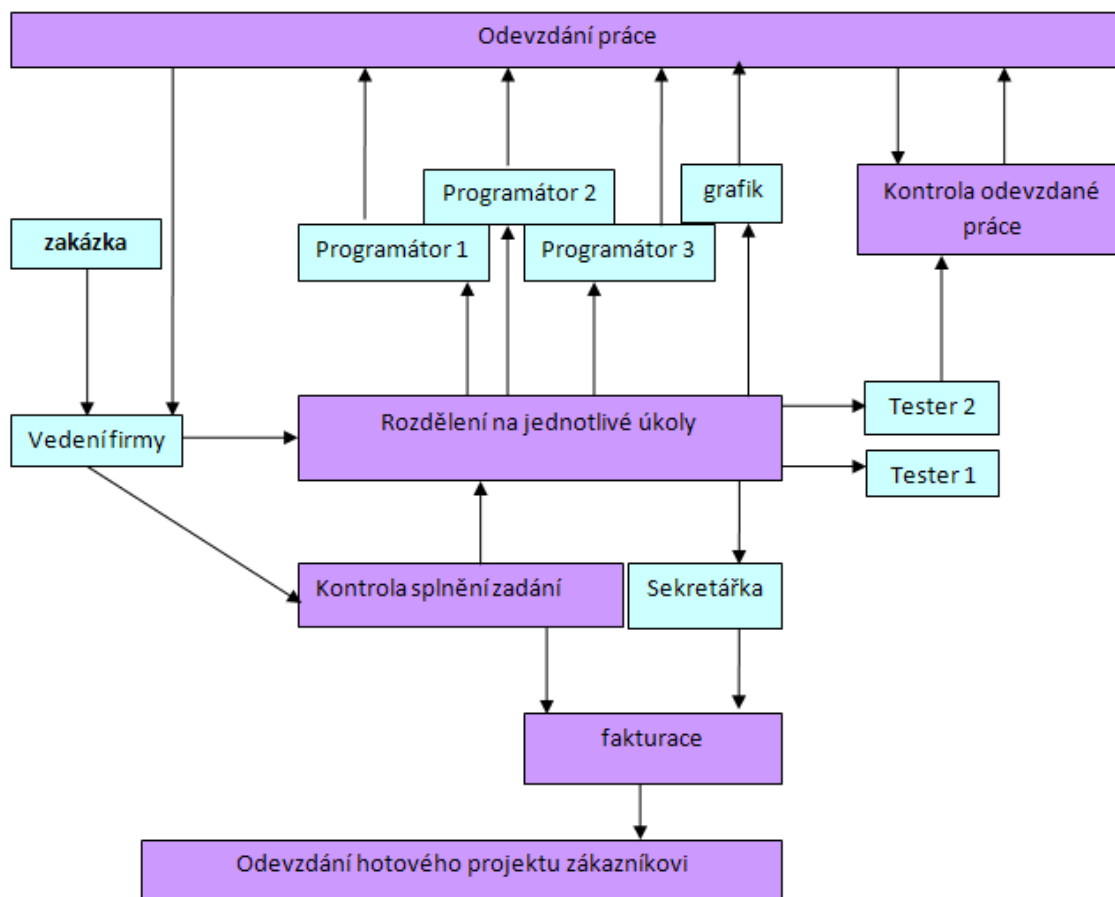 Odevzdání práce
Programátor 2
grafik
Kontrola odevzdané
práce
zakázka
Programátor 1
Programátor 3
Rozdělení na jednotlivé úkoly
Tester 2
Vedení firmy
Tester 1
Kontrola splnění zadání
Sekretářka
fakturace
Odevzdání hotového projektu zákazníkovi